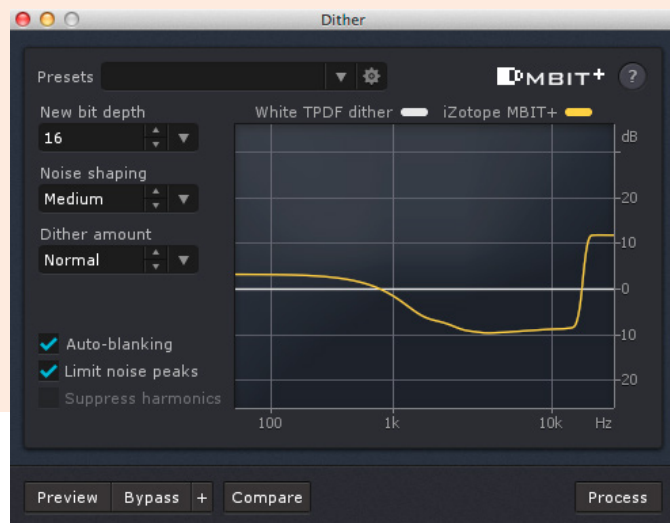 Dither
Presets
MBIT+ ?
New bit depth
16
White TPDF dither iZotope MBIT+
dB
Noise shaping
Medium
20
Dither amount
Normal
10
0
10
20
Auto-blanking
Limit noise peaks
Suppress harmonics
100 1k 10k Hz
Preview Bypass + Compare Process